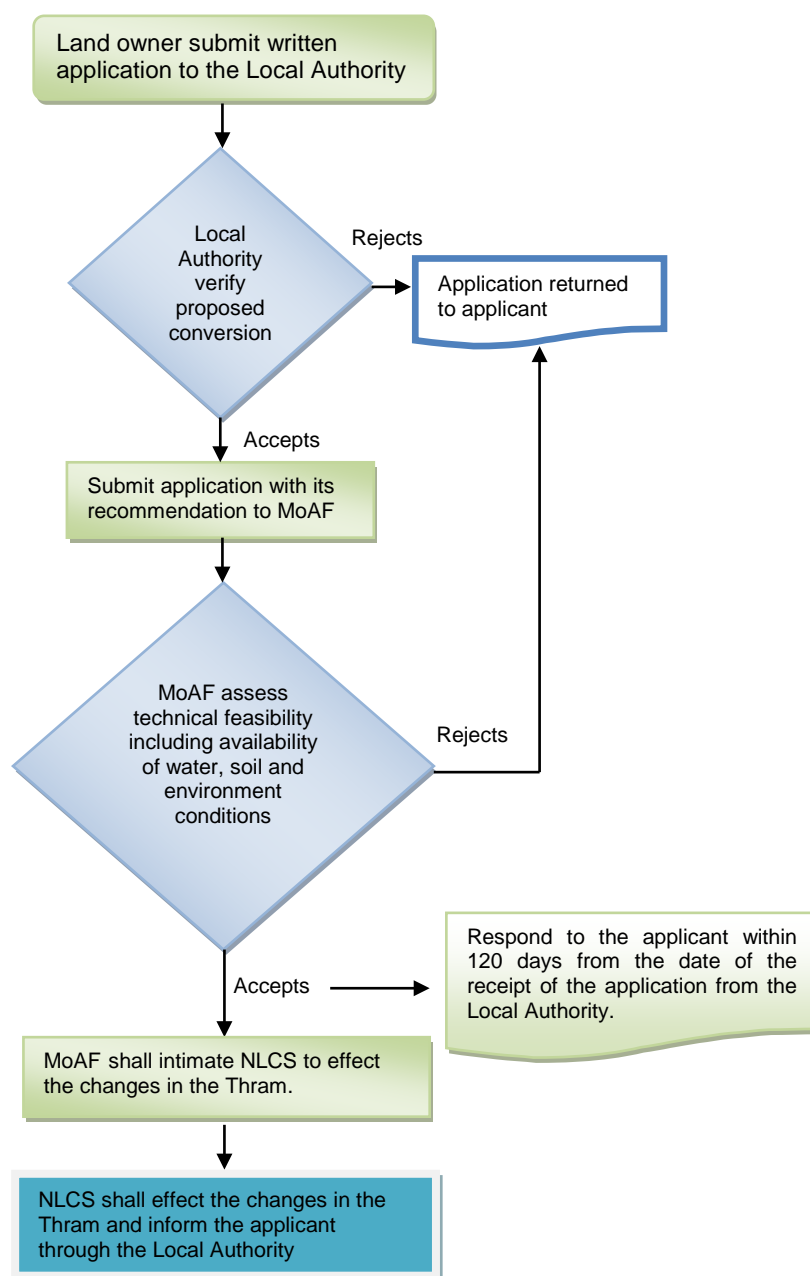 Land owner submit written
application to the Local Authority
Local
Authority
verify
proposed
conversion
Rejects
Application returned
to applicant
Accepts
Submit application with its
recommendation to MoAF
MoAF assess
technical feasibility
including availability
of water, soil and
environment
conditions
Rejects
Accepts
Respond to the applicant within
120 days from the date of the
receipt of the application from the
Local Authority.
MoAF shall intimate NLCS to effect
the changes in the Thram.
NLCS shall effect the changes in the
Thram and inform the applicant
through the Local Authority